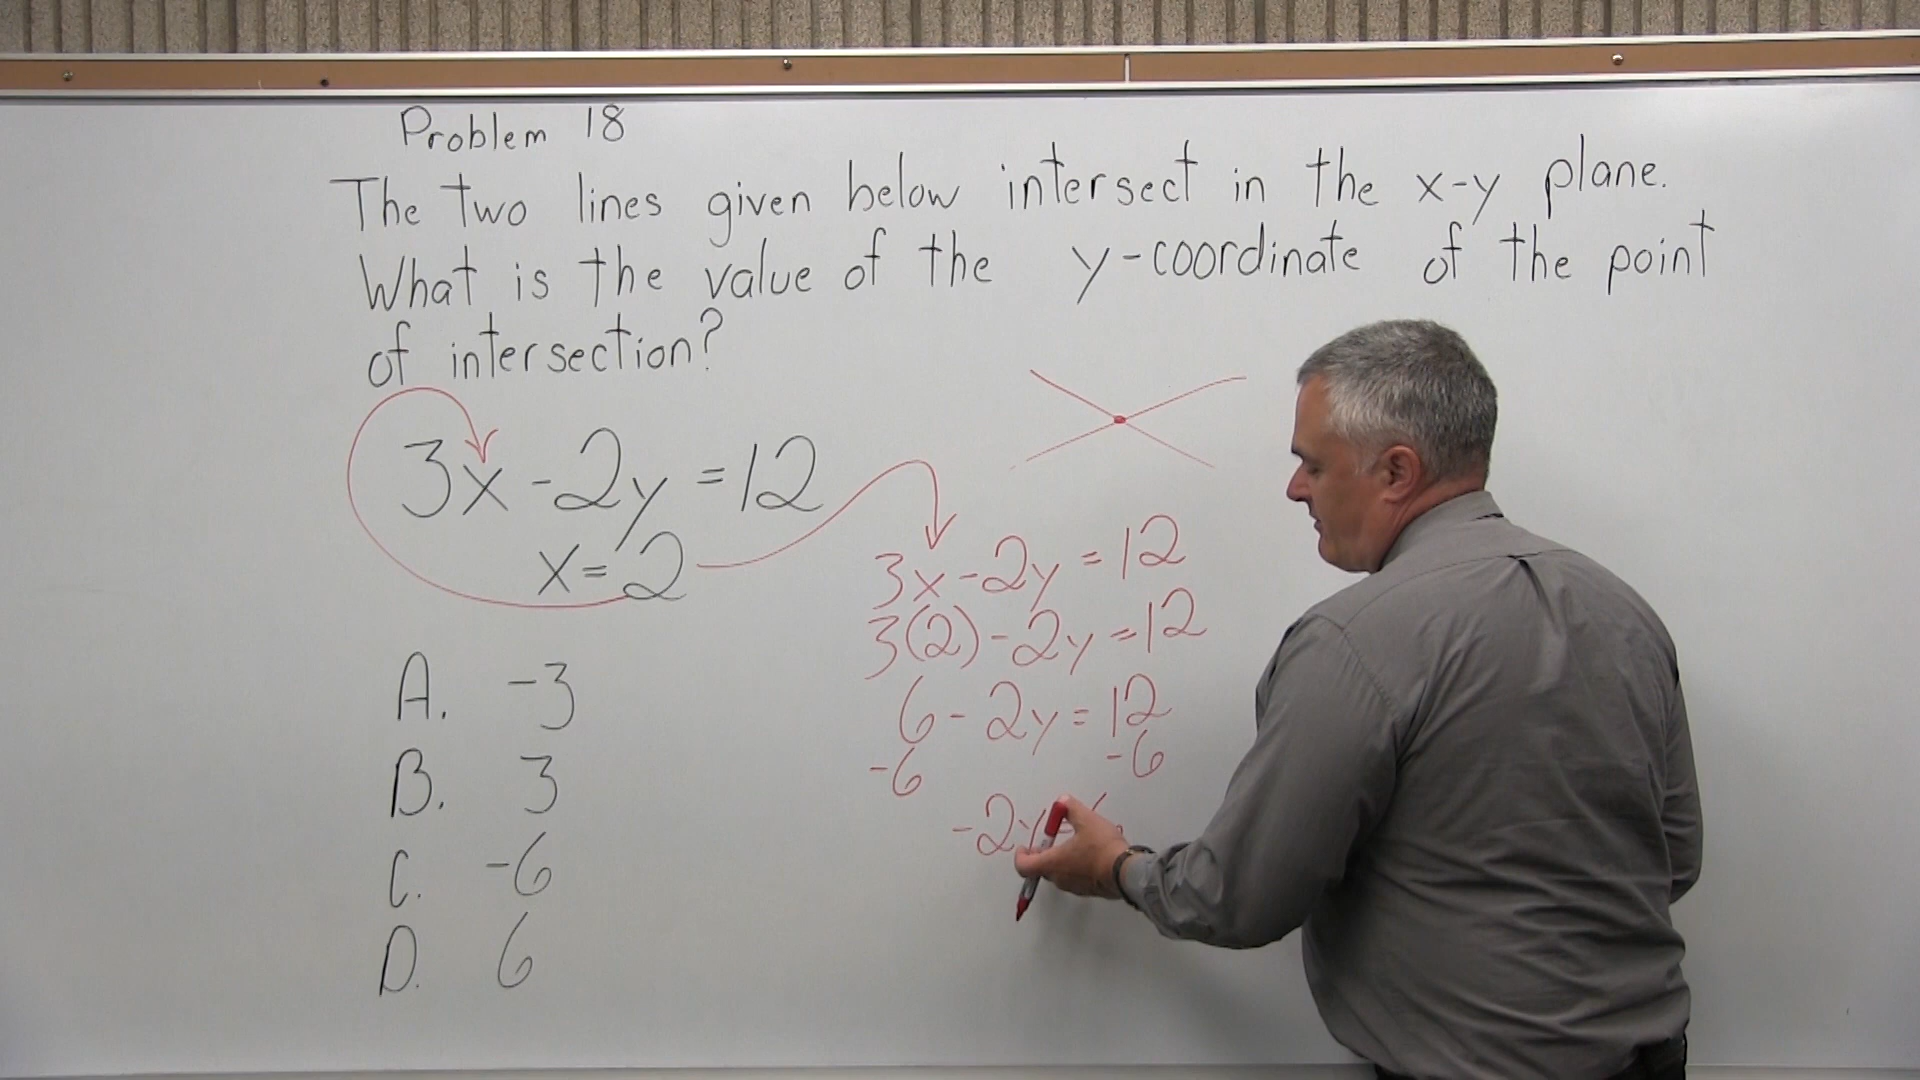 Problem 18
The two lines given below intersect in the x-y plane.
What is the value of the y-coordinate of the point
of intersection?
3x-2y=12
x=2
A. -3
B. 3
C. -6
D. 6
3x-2y=12
3(2)-2y=12
6-2y=12
-6 -6
-2y